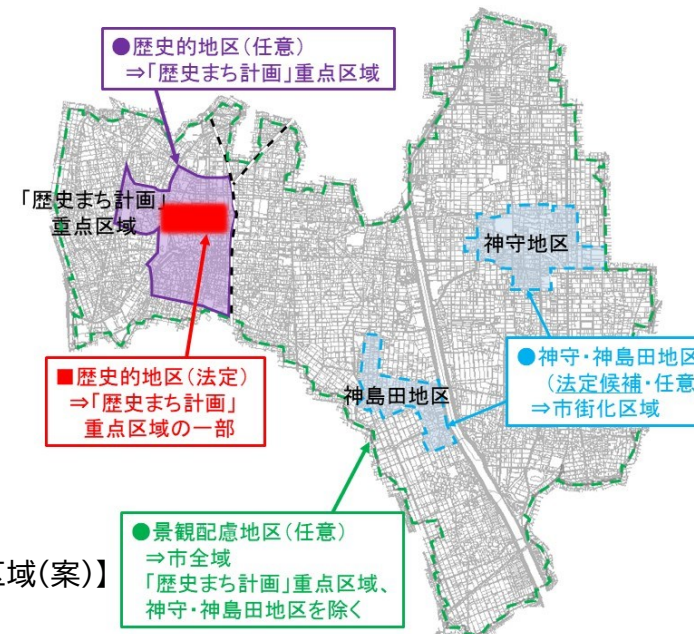 ●歴史的地区(任意)
⇒「歴史まち計画」重点区域
「歴史まち計画」
重点区域
神守地区
■歴史的地区(法定)
⇒「歴史まち計画」
重点区域の一部
神島田地区
●神守・神島田地区
(法定候補・任意
⇒市街化区域
●景観配慮地区(任意)
⇒市全域
「歴史まち計画」重点区域、
神守・神島田地区を除く
域(案)】